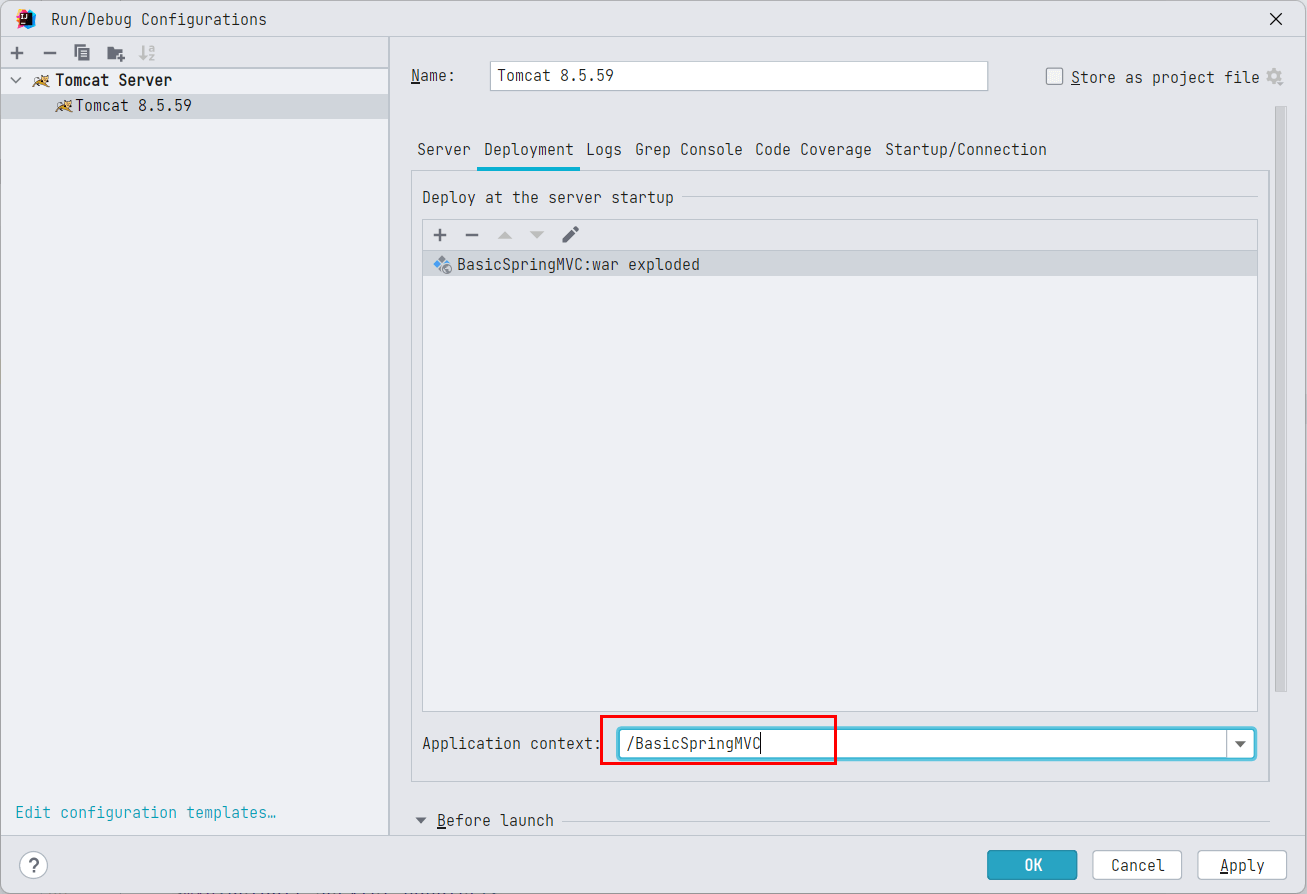 Run/Debug Configurations
Tomcat Server
Tomcat 8.5.59
Edit configuration templates…
Name: Tomcat 8.5.59 Store as project file
Server Deployment Logs Grep Console Code Coverage Startup/Connection
Deploy at the server startup
BasicSpringMVC:war exploded
Application context: /BasicSpringMVC
Before launch
? OK Cancel Apply